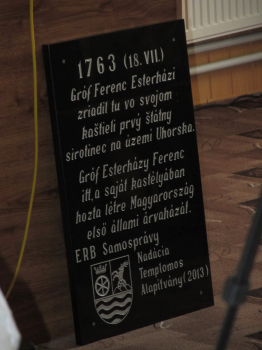 1763 (18.VII.)
Gróf Ferenc Esterházi
zriadil tu vo svojom
kaštieli prvý štátny
sirotinec na území Uhorska.
Gróf Esterházy Ferenc
itt, a saját kastélyában
hozta létre Magyarország
első állami árvaházát.
ERB Samosprávy
Nadácia
Templomos
Alapítvány (2013)